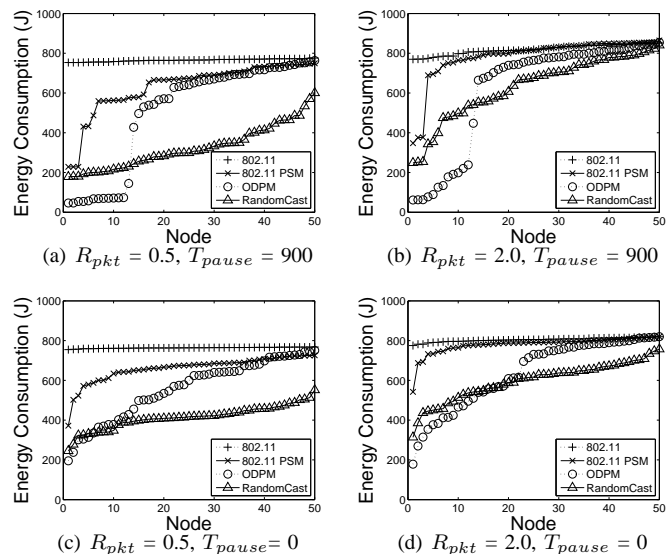 Energy Consumption (J)
1000
800
600
400
200
0
0 10 20 30 40 50
Node
802.11
802.11 PSM
ODPM
RandomCast
(a) R_pkt = 0.5, T_pause = 900
Energy Consumption (J)
1000
800
600
400
200
0
0 10 20 30 40 50
Node
802.11
802.11 PSM
ODPM
RandomCast
(b) R_pkt = 2.0, T_pause = 900
Energy Consumption (J)
1000
800
600
400
200
0
0 10 20 30 40 50
Node
802.11
802.11 PSM
ODPM
RandomCast
(c) R_pkt = 0.5, T_pause= 0
Energy Consumption (J)
1000
800
600
400
200
0
0 10 20 30 40 50
Node
802.11
802.11 PSM
ODPM
RandomCast
(d) R_pkt = 2.0, T_pause = 0